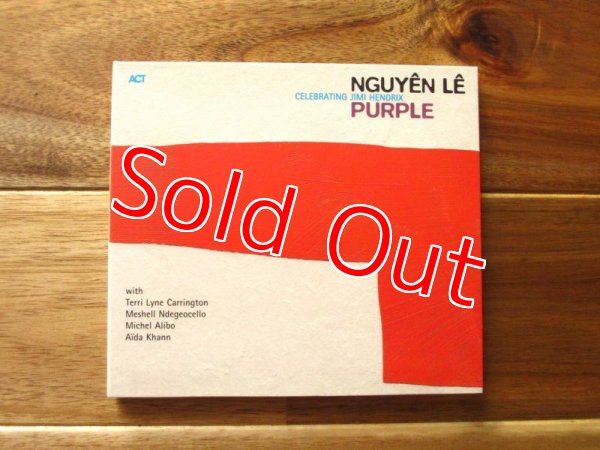 ACT
NGUYÊN LÊ
CELEBRATING JIMI HENDRIX
PURPLE
Sold Out
with
Terri Lyne Carrington
Meshell Ndegeocello
Michel Alibo
Aïda Khann